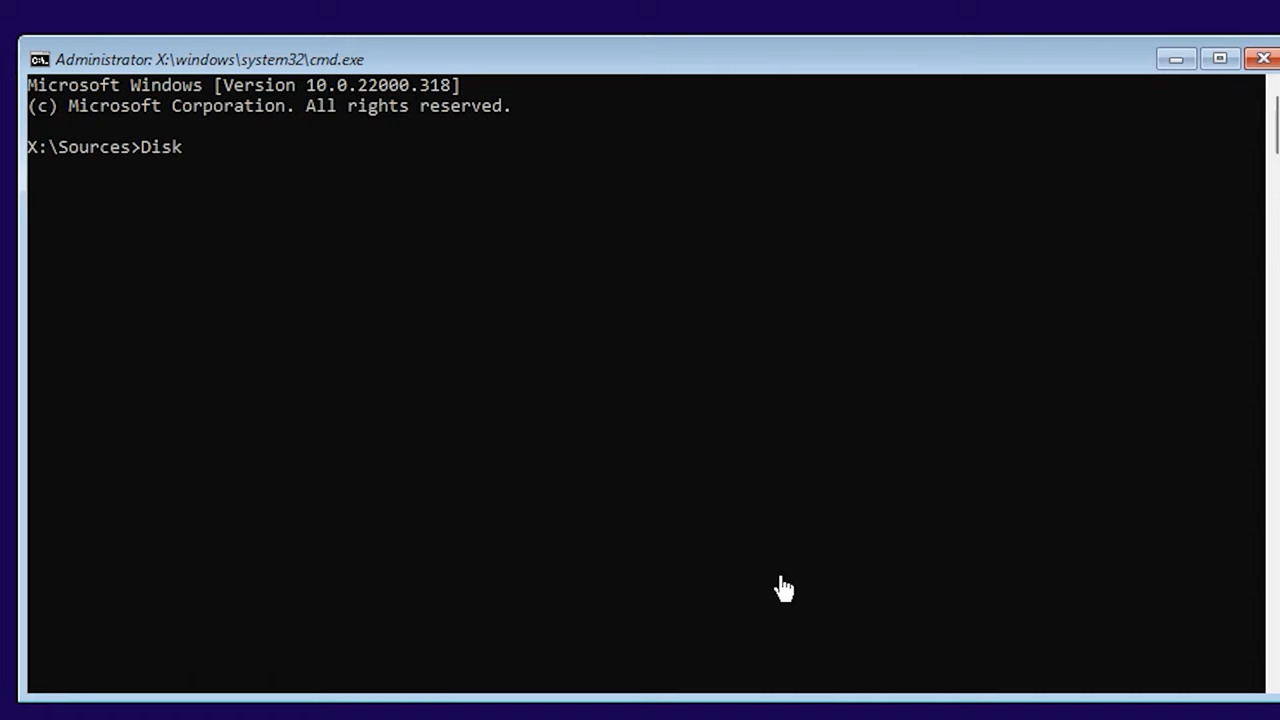 Administrator: X:\windows\system32\cmd.exe
Microsoft Windows [Version 10.0.22000.318]
(c) Microsoft Corporation. All rights reserved.
X:\Sources>Disk